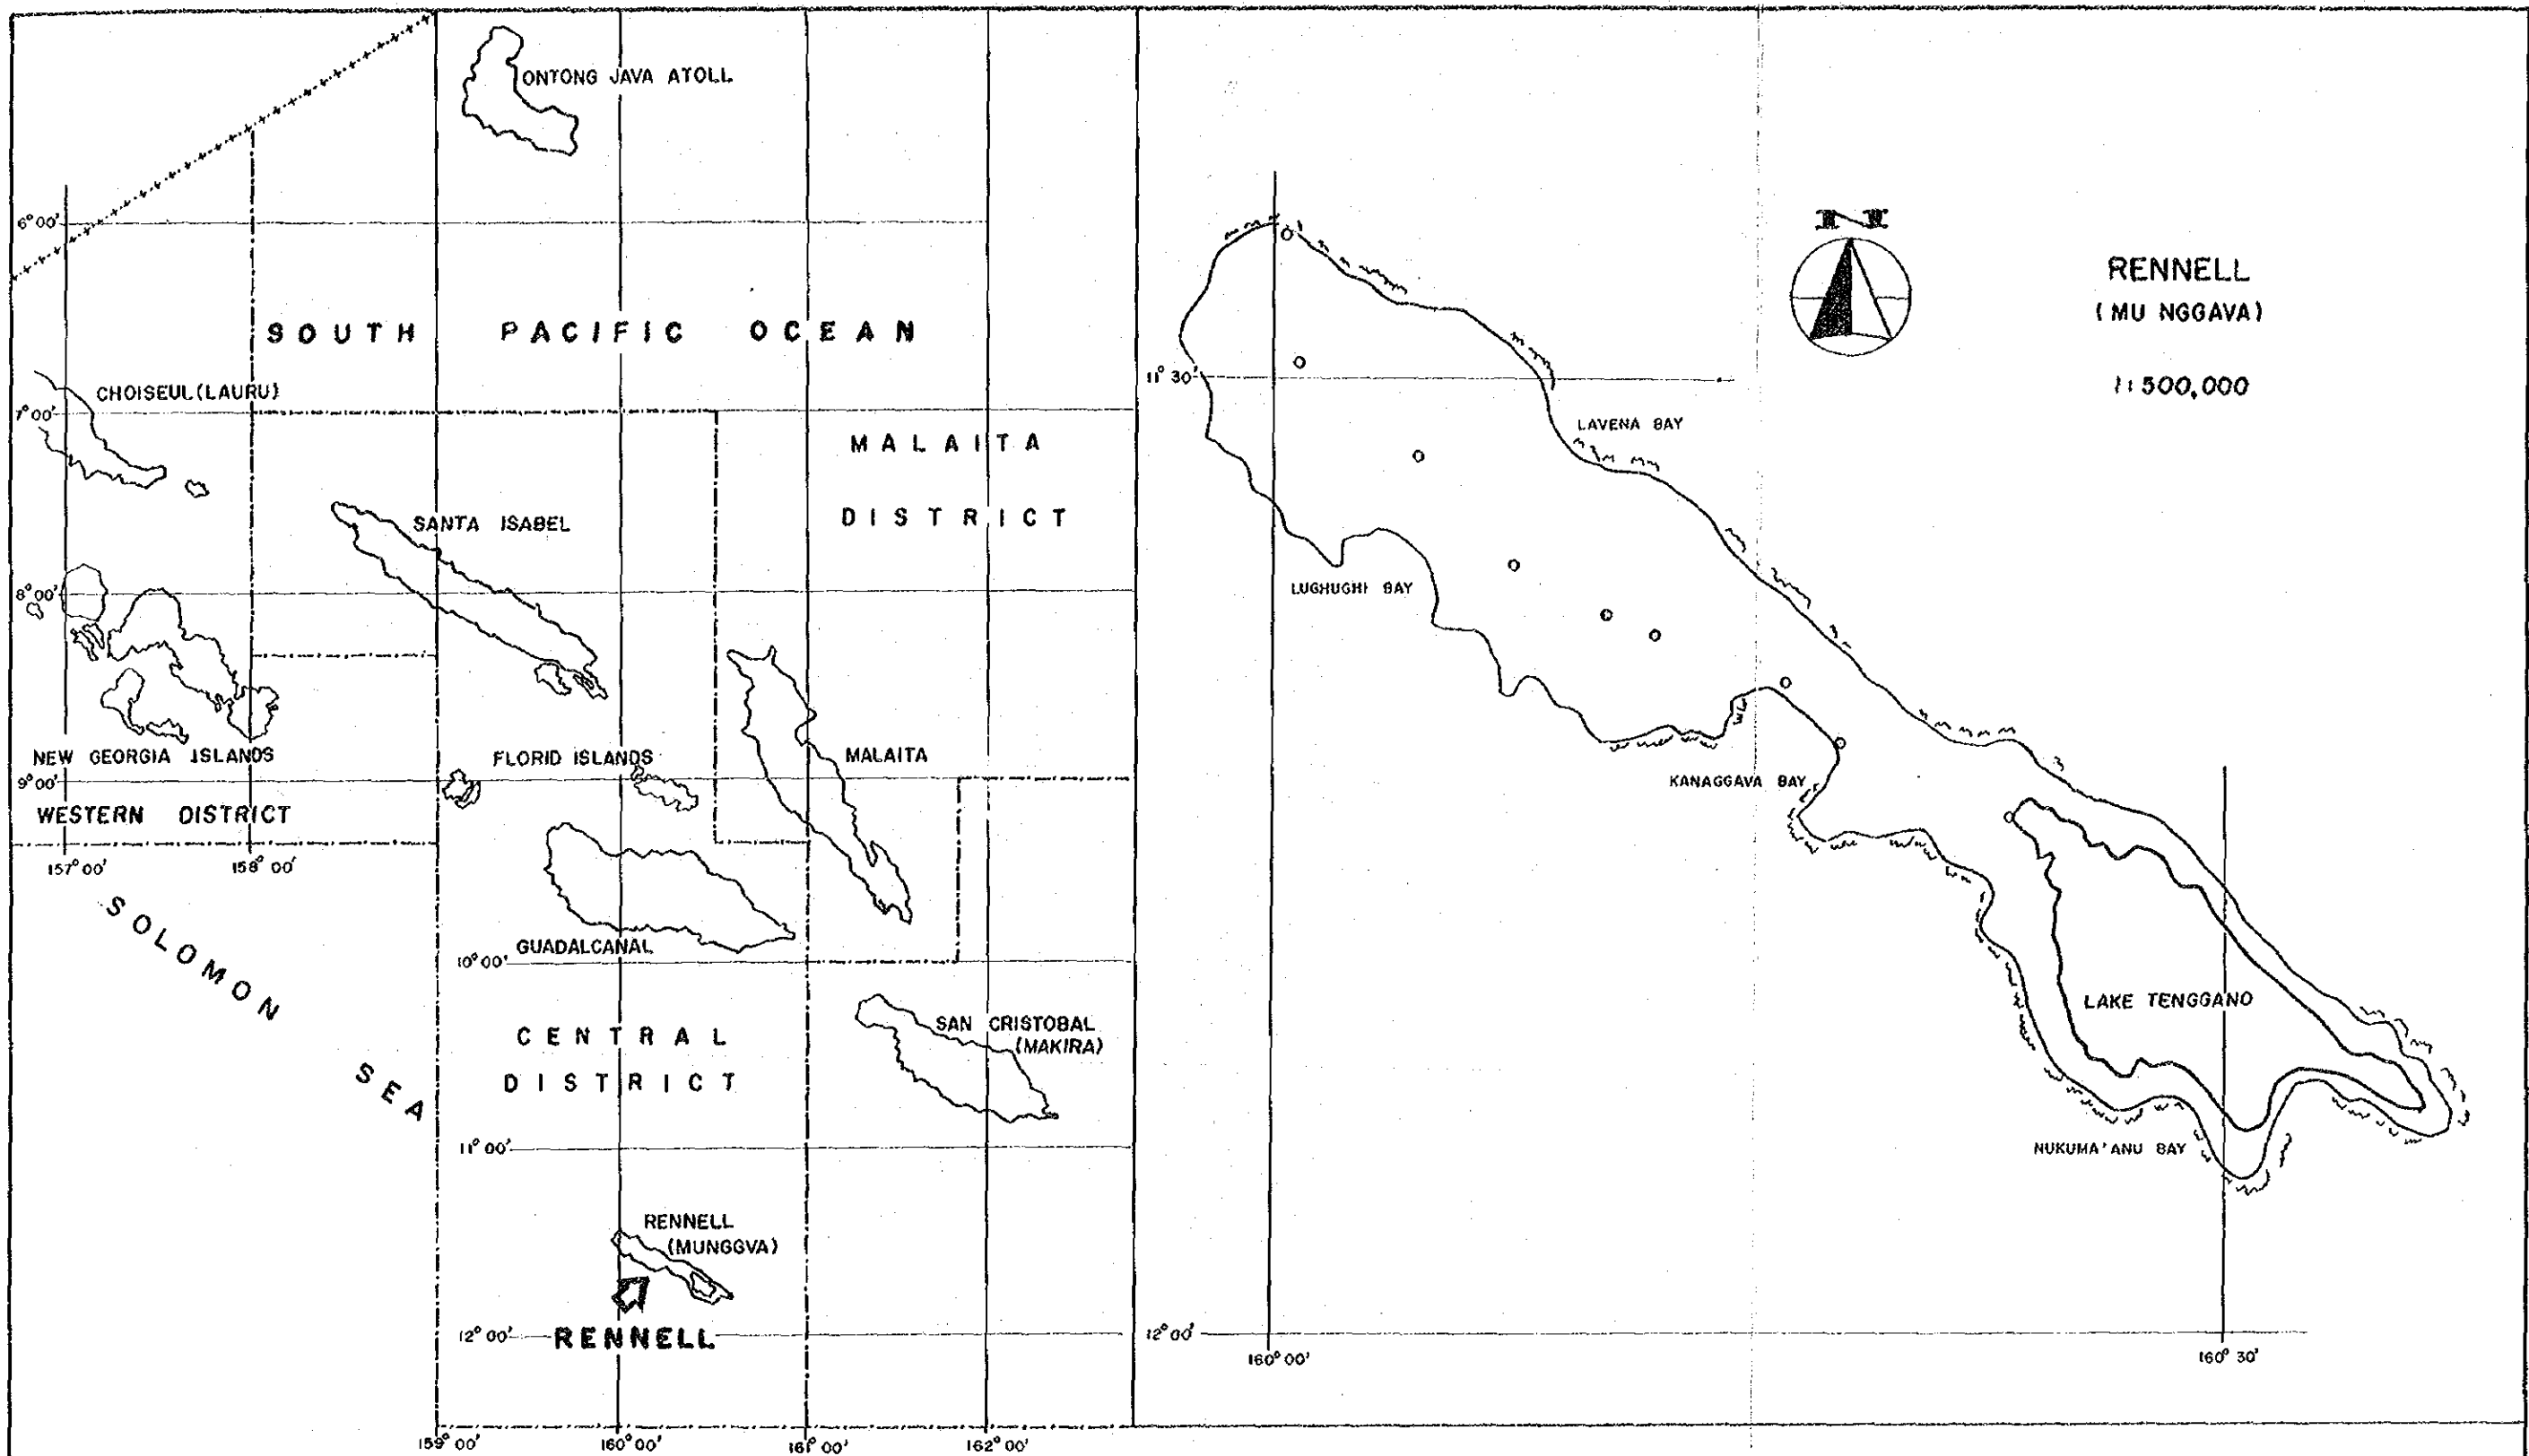 ONTONG JAVA ATOLL
6° 00'
SOUTH PACIFIC OCEAN
CHOISEUL (LAURU)
7° 00'
MALAITA
DISTRICT
SANTA ISABEL
8° 00'
NEW GEORGIA ISLANDS
FLORID ISLANDS
MALAITA
9° 00'
WESTERN DISTRICT
157° 00'
158° 00'
SOLOMON SEA
GUADALCANAL
10° 00'
CENTRAL
DISTRICT
SAN CRISTOBAL
(MAKIRA)
11° 00'
RENNELL
(MUNGGVA)
12° 00'
RENNELL
159° 00'
160° 00'
161° 00'
162° 00'
N
RENNELL
(MU NGGAVA)
1:500,000
11° 30'
LAVENA BAY
LUGHUGHI BAY
KANAGGAVA BAY
LAKE TENGGANO
NUKUMA'ANU BAY
12° 00'
160° 00'
160° 30'